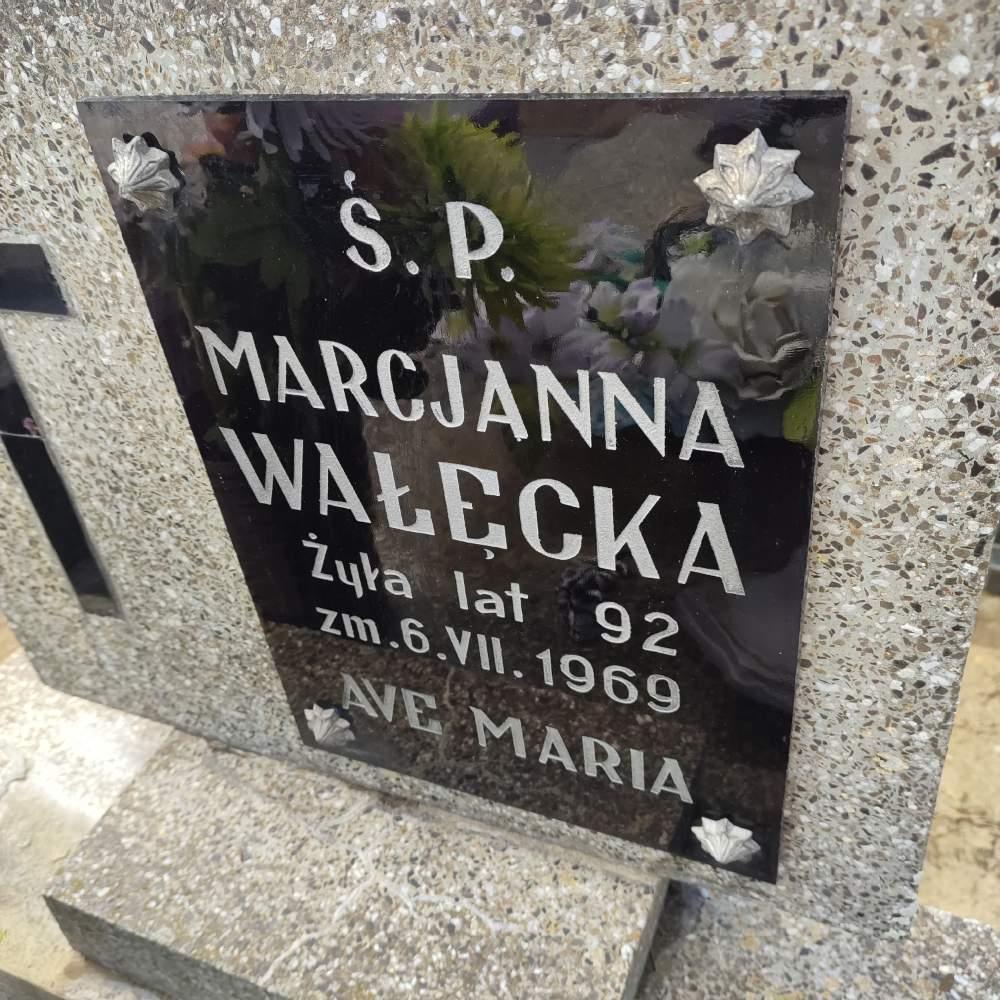 Ś. P.
MARCJANNA
WAŁĘCKA
Żyła lat 92
zm. 6. VII. 1969
AVE MARIA